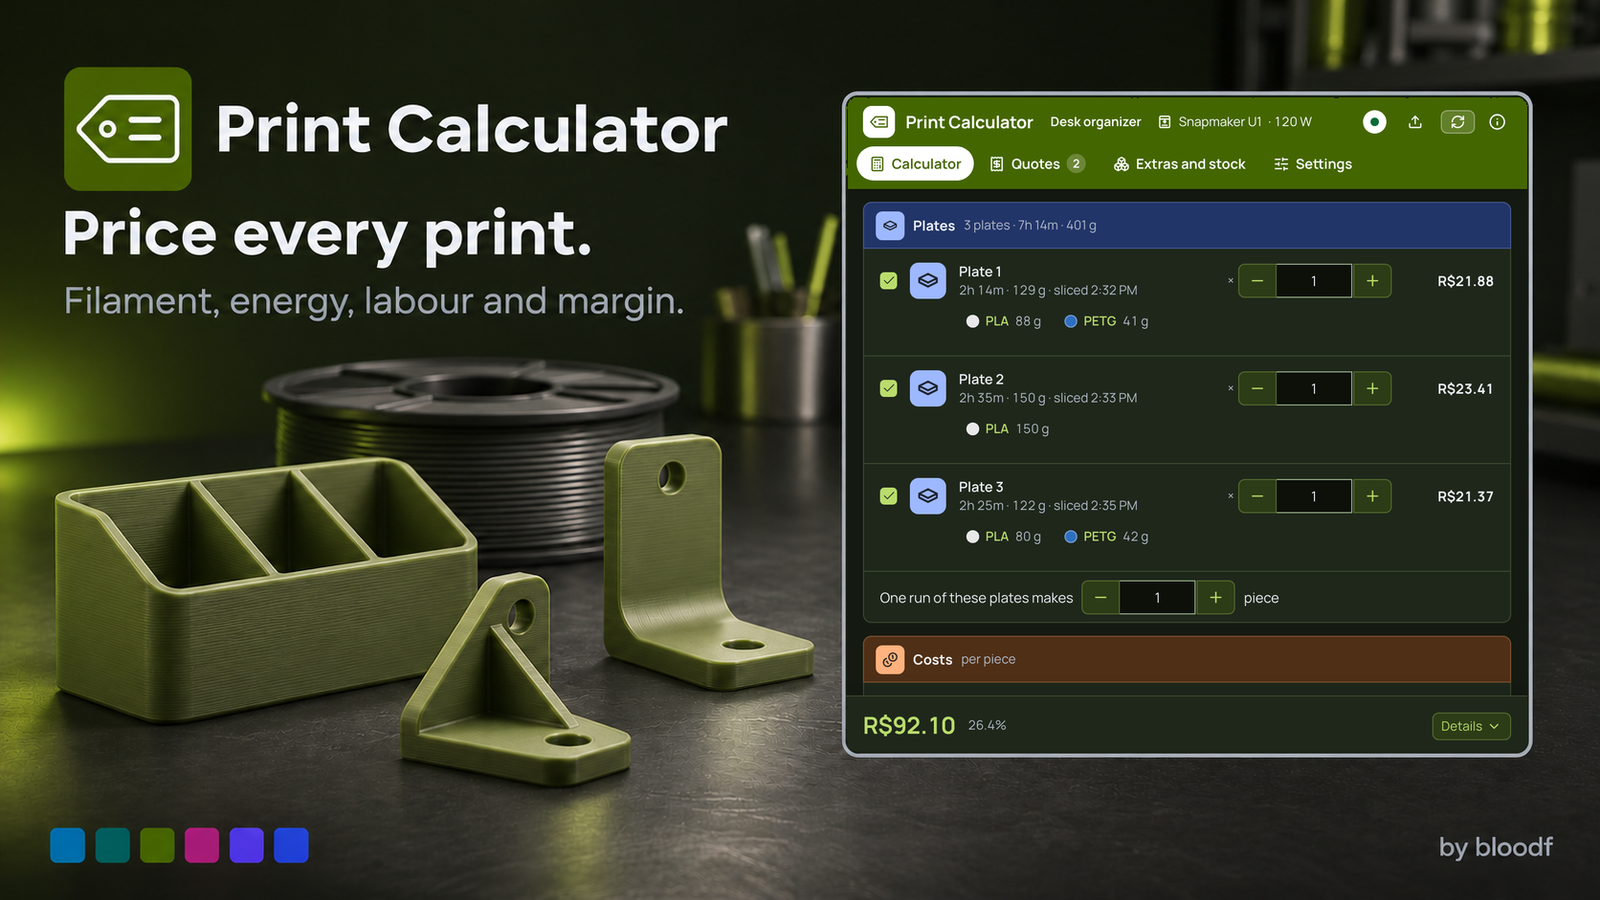 Print Calculator
Price every print.
Filament, energy, labour and margin.
Print Calculator Desk organizer Snapmaker U1 · 120 W
Calculator Quotes 2 Extras and stock Settings
Plates 3 plates · 7h 14m · 401 g
Plate 1
2h 14m · 129 g · sliced 2:32 PM
× − 1 + R$21.88
PLA 88 g PETG 41 g
Plate 2
2h 35m · 150 g · sliced 2:33 PM
× − 1 + R$23.41
PLA 150 g
Plate 3
2h 25m · 122 g · sliced 2:35 PM
× − 1 + R$21.37
PLA 80 g PETG 42 g
One run of these plates makes − 1 + piece
Costs per piece
R$92.10 26.4% Details
by bloodf